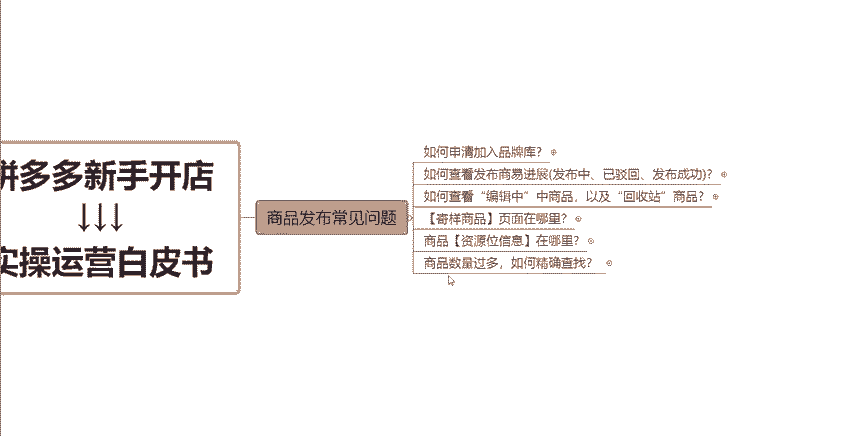 拼多多新手开店
↓↓↓
实操运营白皮书
商品发布常见问题
如何申请加入品牌库？
如何查看发布商易进展(发布中、已驳回、发布成功)？
如何查看“编辑中”中商品，以及“回收站”商品？
【寄样商品】页面在哪里？
商品【资源位信息】在哪里？
商品数量过多，如何精确查找？